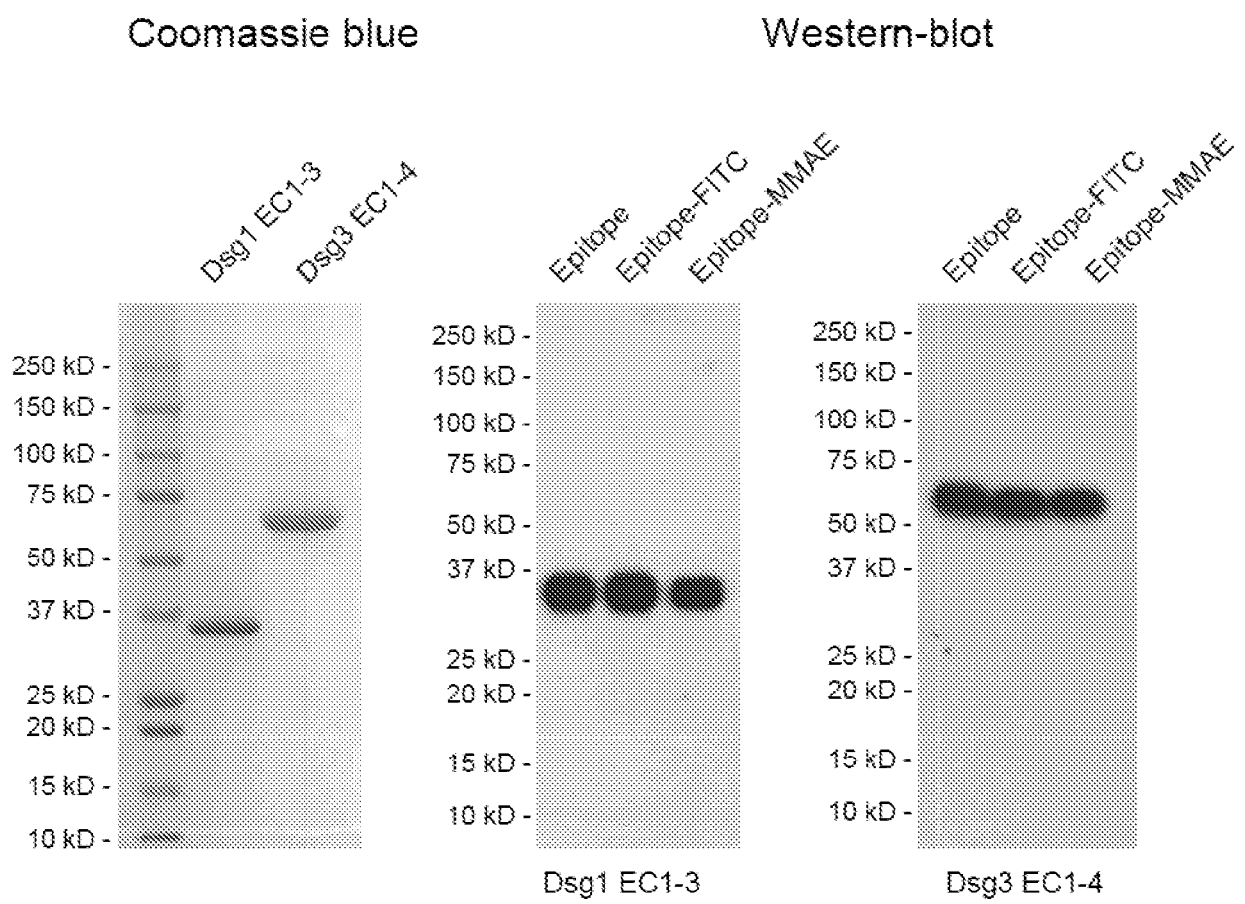 Coomassie blue
Western-blot
Dsg1 EC1-3
Dsg3 EC1-4
Epitope
Epitope-FITC
Epitope-MMAE
Epitope
Epitope-FITC
Epitope-MMAE
250 kD -
150 kD -
100 kD -
75 kD -
50 kD -
37 kD -
25 kD -
20 kD -
15 kD -
10 kD -
250 kD -
150 kD -
100 kD -
75 kD -
50 kD -
37 kD -
25 kD -
20 kD -
15 kD -
10 kD -
250 kD -
150 kD -
100 kD -
75 kD -
50 kD -
37 kD -
25 kD -
20 kD -
15 kD -
10 kD -
Dsg1 EC1-3
Dsg3 EC1-4